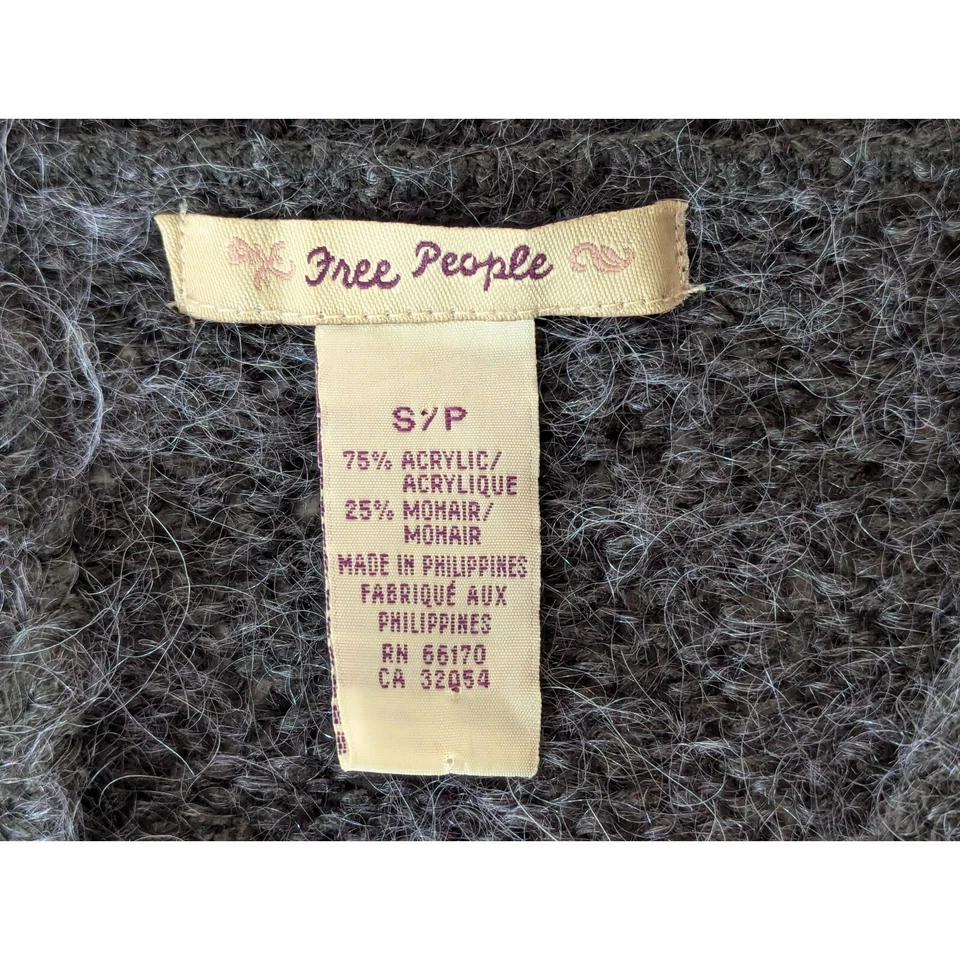 Free People
S/P
75% ACRYLIC/
ACRYLIQUE
25% MOHAIR/
MOHAIR
MADE IN PHILIPPINES
FABRIQUÉ AUX
PHILIPPINES
RN 66170
CA 32054